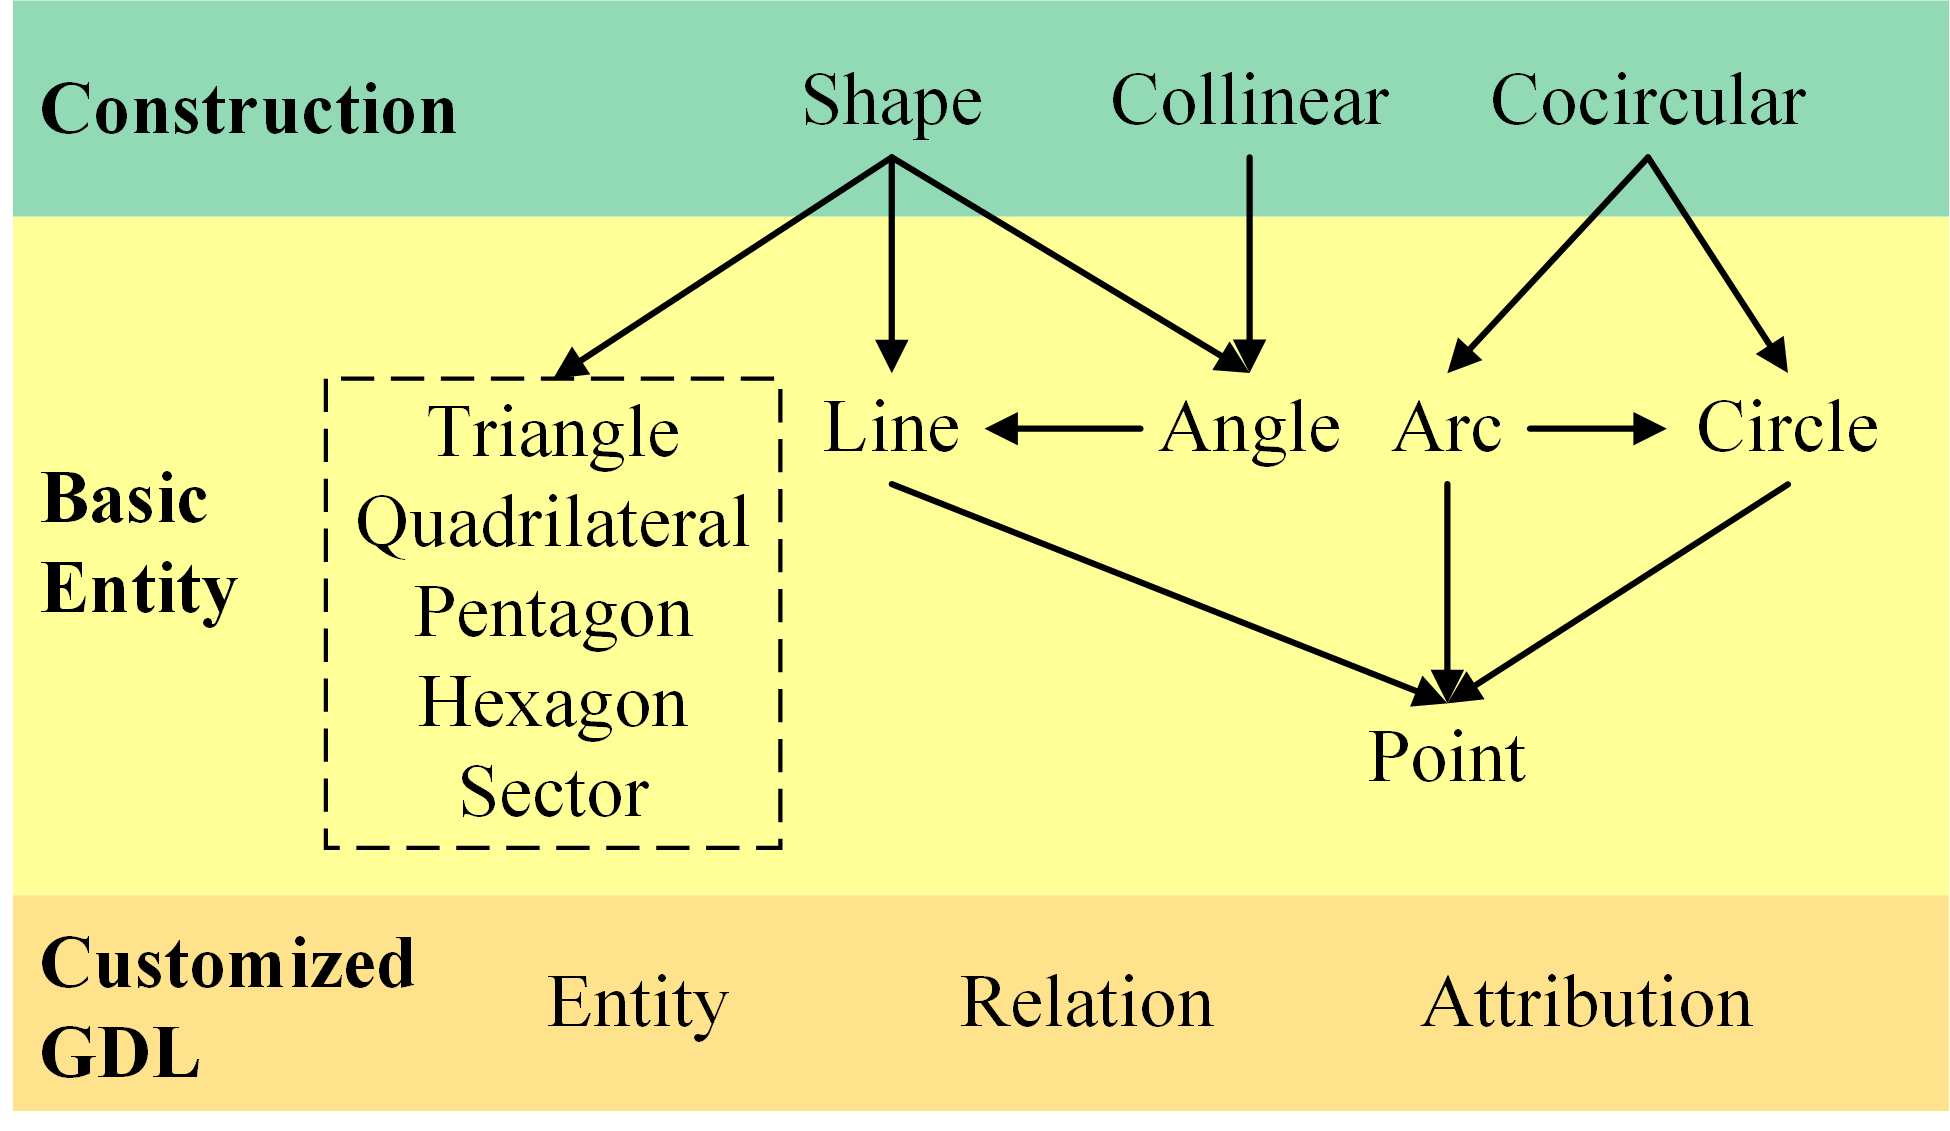 Construction
Shape
Collinear
Cocircular
Basic
Entity
Triangle
Quadrilateral
Pentagon
Hexagon
Sector
Line
Angle
Arc
Circle
Point
Customized
GDL
Entity
Relation
Attribution